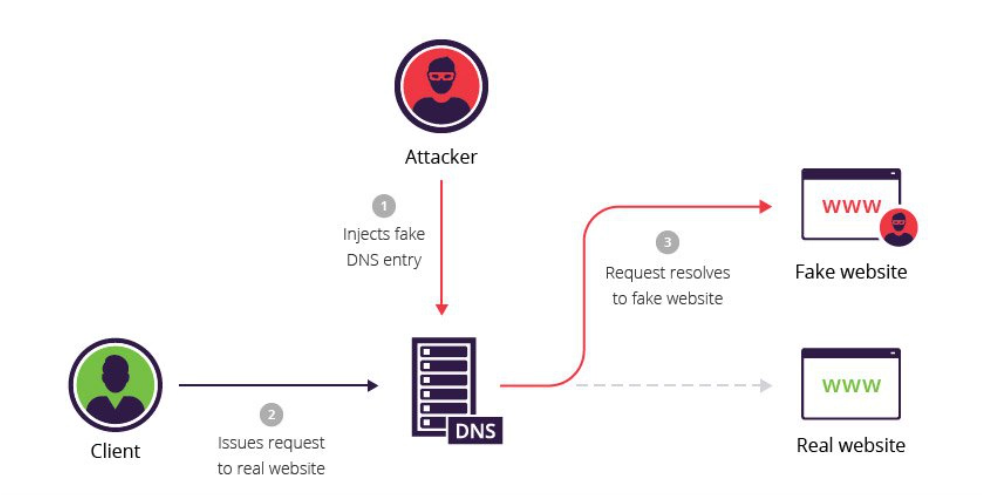 Attacker
1
Injects fake
DNS entry
www
3
Request resolves
to fake website
Fake website
DNS
www
Client
2
Issues request
to real website
Real website